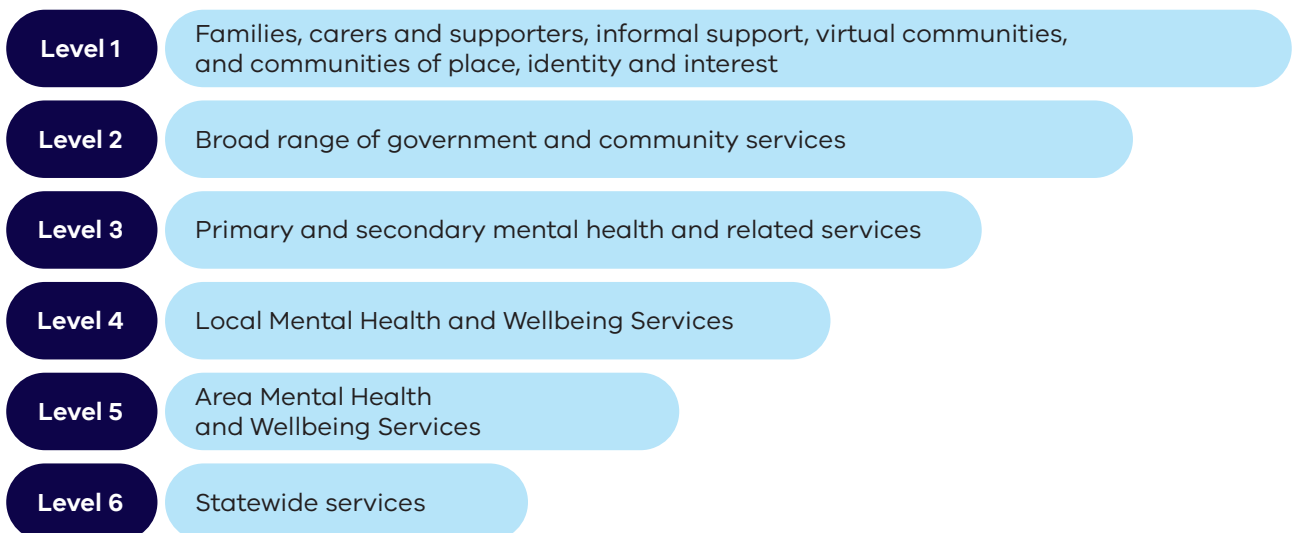 Level 1
Families, carers and supporters, informal support, virtual communities,
and communities of place, identity and interest
Level 2
Broad range of government and community services
Level 3
Primary and secondary mental health and related services
Level 4
Local Mental Health and Wellbeing Services
Level 5
Area Mental Health
and Wellbeing Services
Level 6
Statewide services